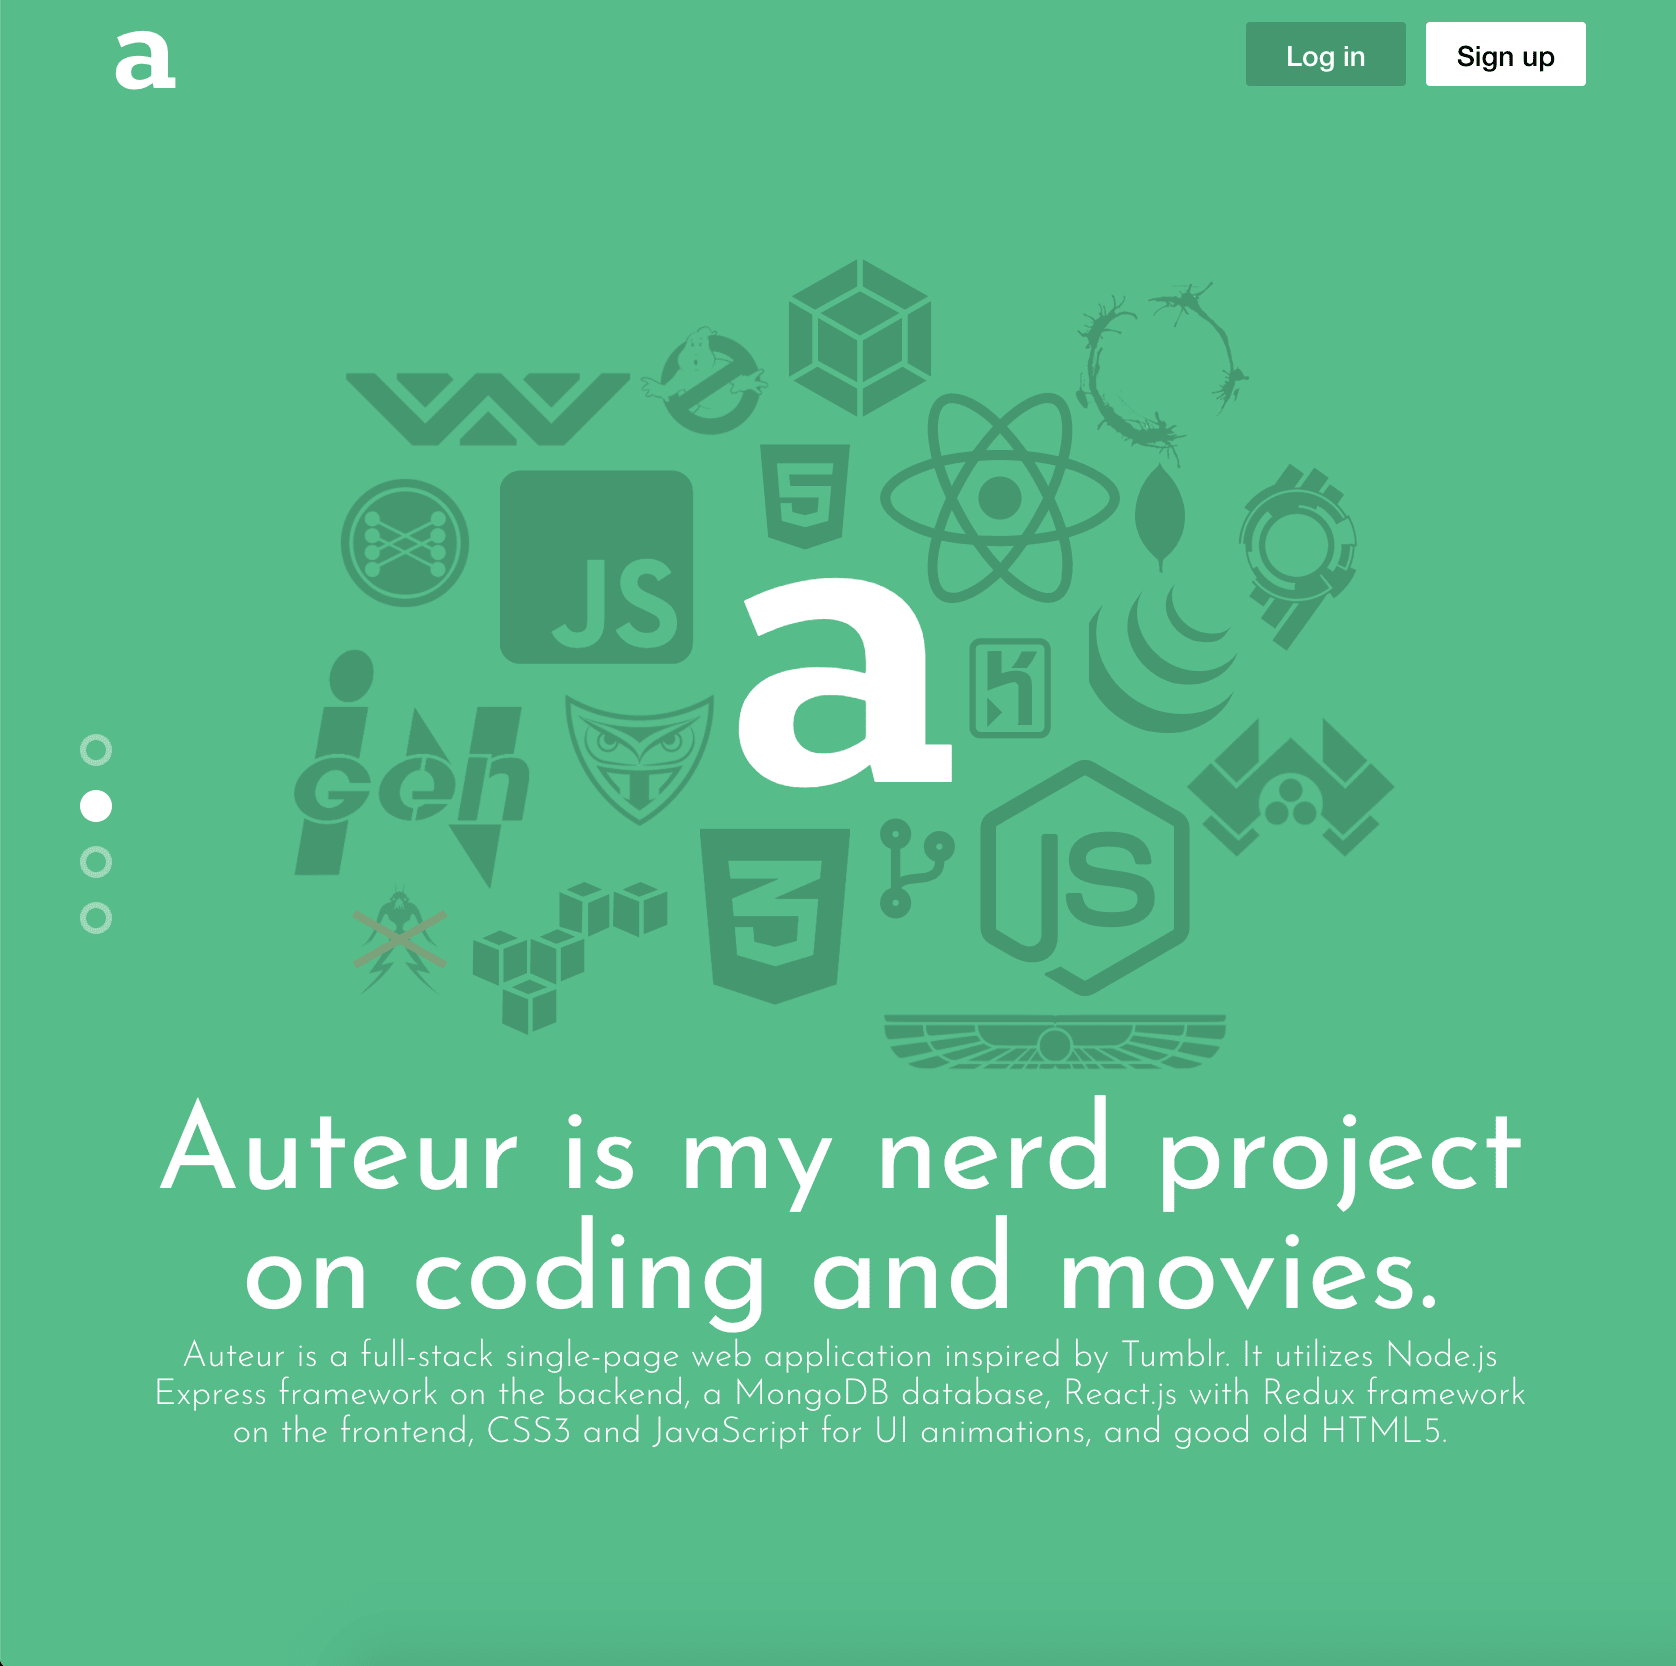 a
Log in
Sign up
5
JS
a
inGen
3
JS
Auteur is my nerd project
on coding and movies.
Auteur is a full-stack single-page web application inspired by Tumblr. It utilizes Node.js
Express framework on the backend, a MongoDB database, React.js with Redux framework
on the frontend, CSS3 and JavaScript for UI animations, and good old HTML5.